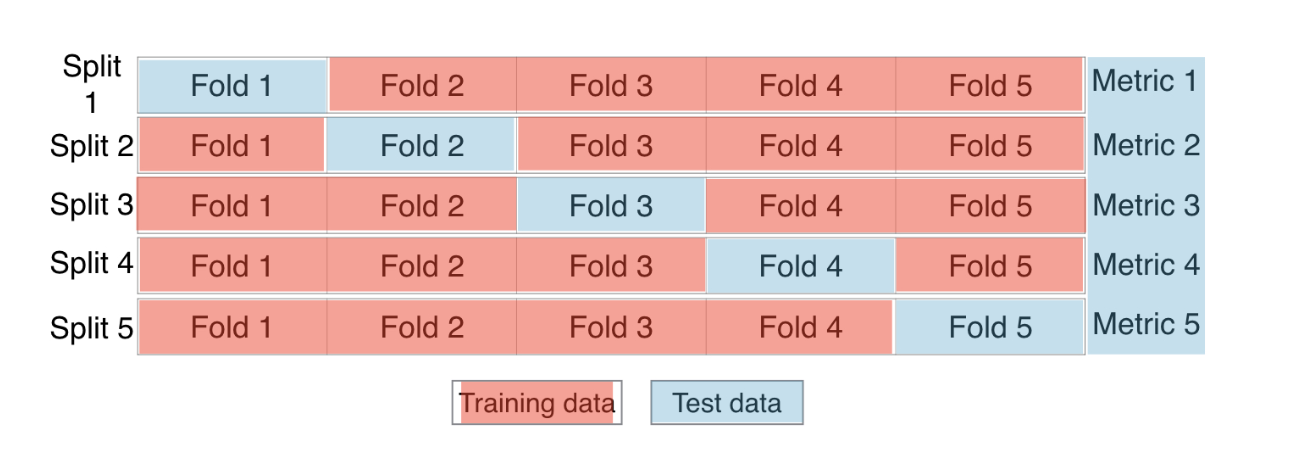 Split
1
Fold 1 Fold 2 Fold 3 Fold 4 Fold 5 Metric 1
Split 2 Fold 1 Fold 2 Fold 3 Fold 4 Fold 5 Metric 2
Split 3 Fold 1 Fold 2 Fold 3 Fold 4 Fold 5 Metric 3
Split 4 Fold 1 Fold 2 Fold 3 Fold 4 Fold 5 Metric 4
Split 5 Fold 1 Fold 2 Fold 3 Fold 4 Fold 5 Metric 5
Training data Test data